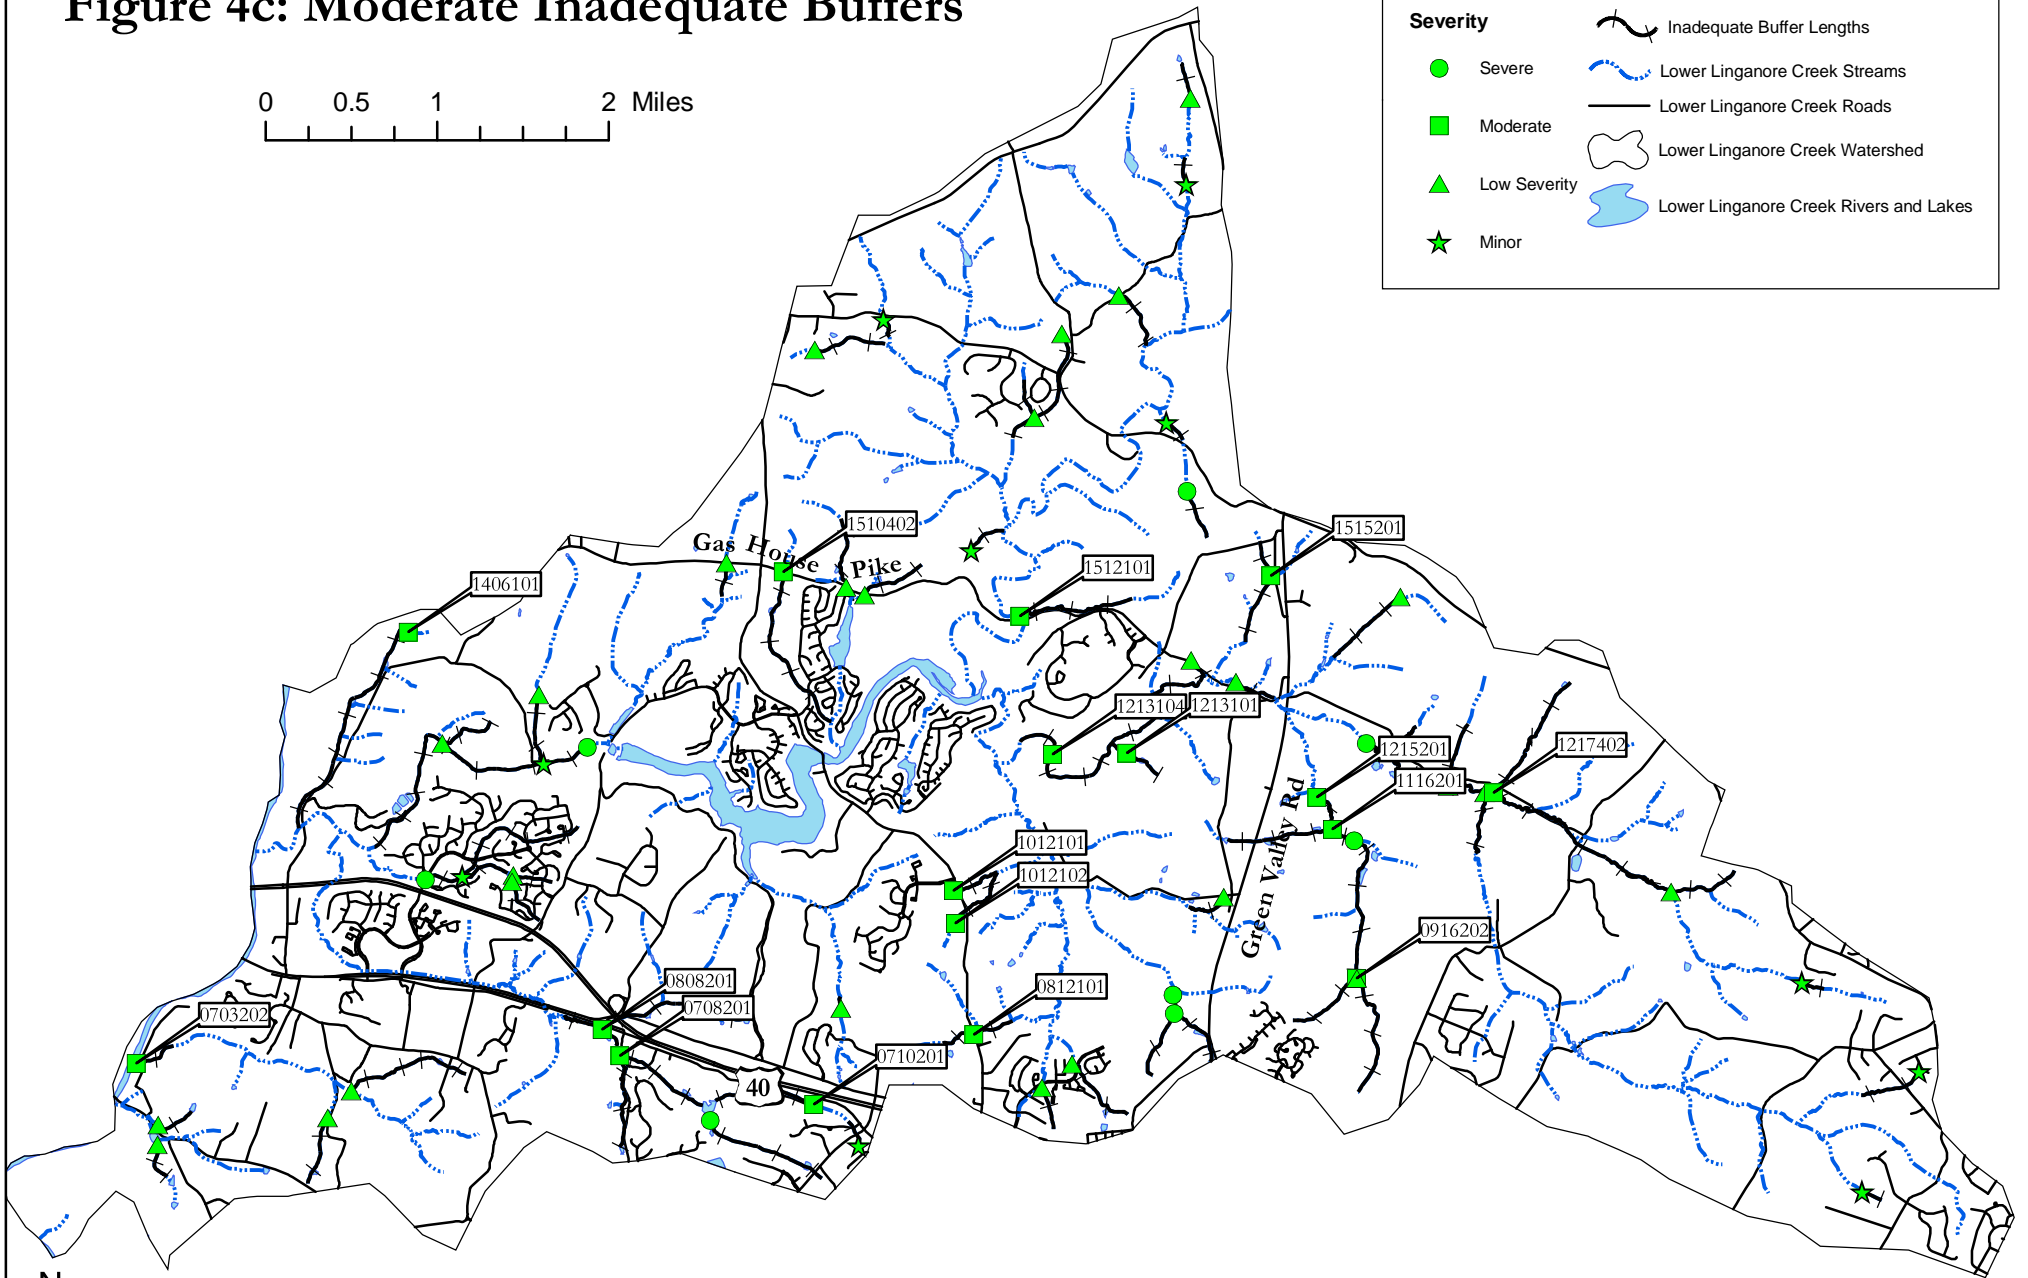 Figure 4c: Moderate Inadequate Buffers
0 0.5 1 2 Miles
Severity
Severe
Moderate
Low Severity
Minor
Inadequate Buffer Lengths
Lower Linganore Creek Streams
Lower Linganore Creek Roads
Lower Linganore Creek Watershed
Lower Linganore Creek Rivers and Lakes
1510402
1515201
Gas House Pike
1512101
1406101
1213104
1213101
1215201
1217402
1116201
Green Valley Rd
1012101
1012102
0916202
0808201
0812101
0708201
0703202
0710201
40
N